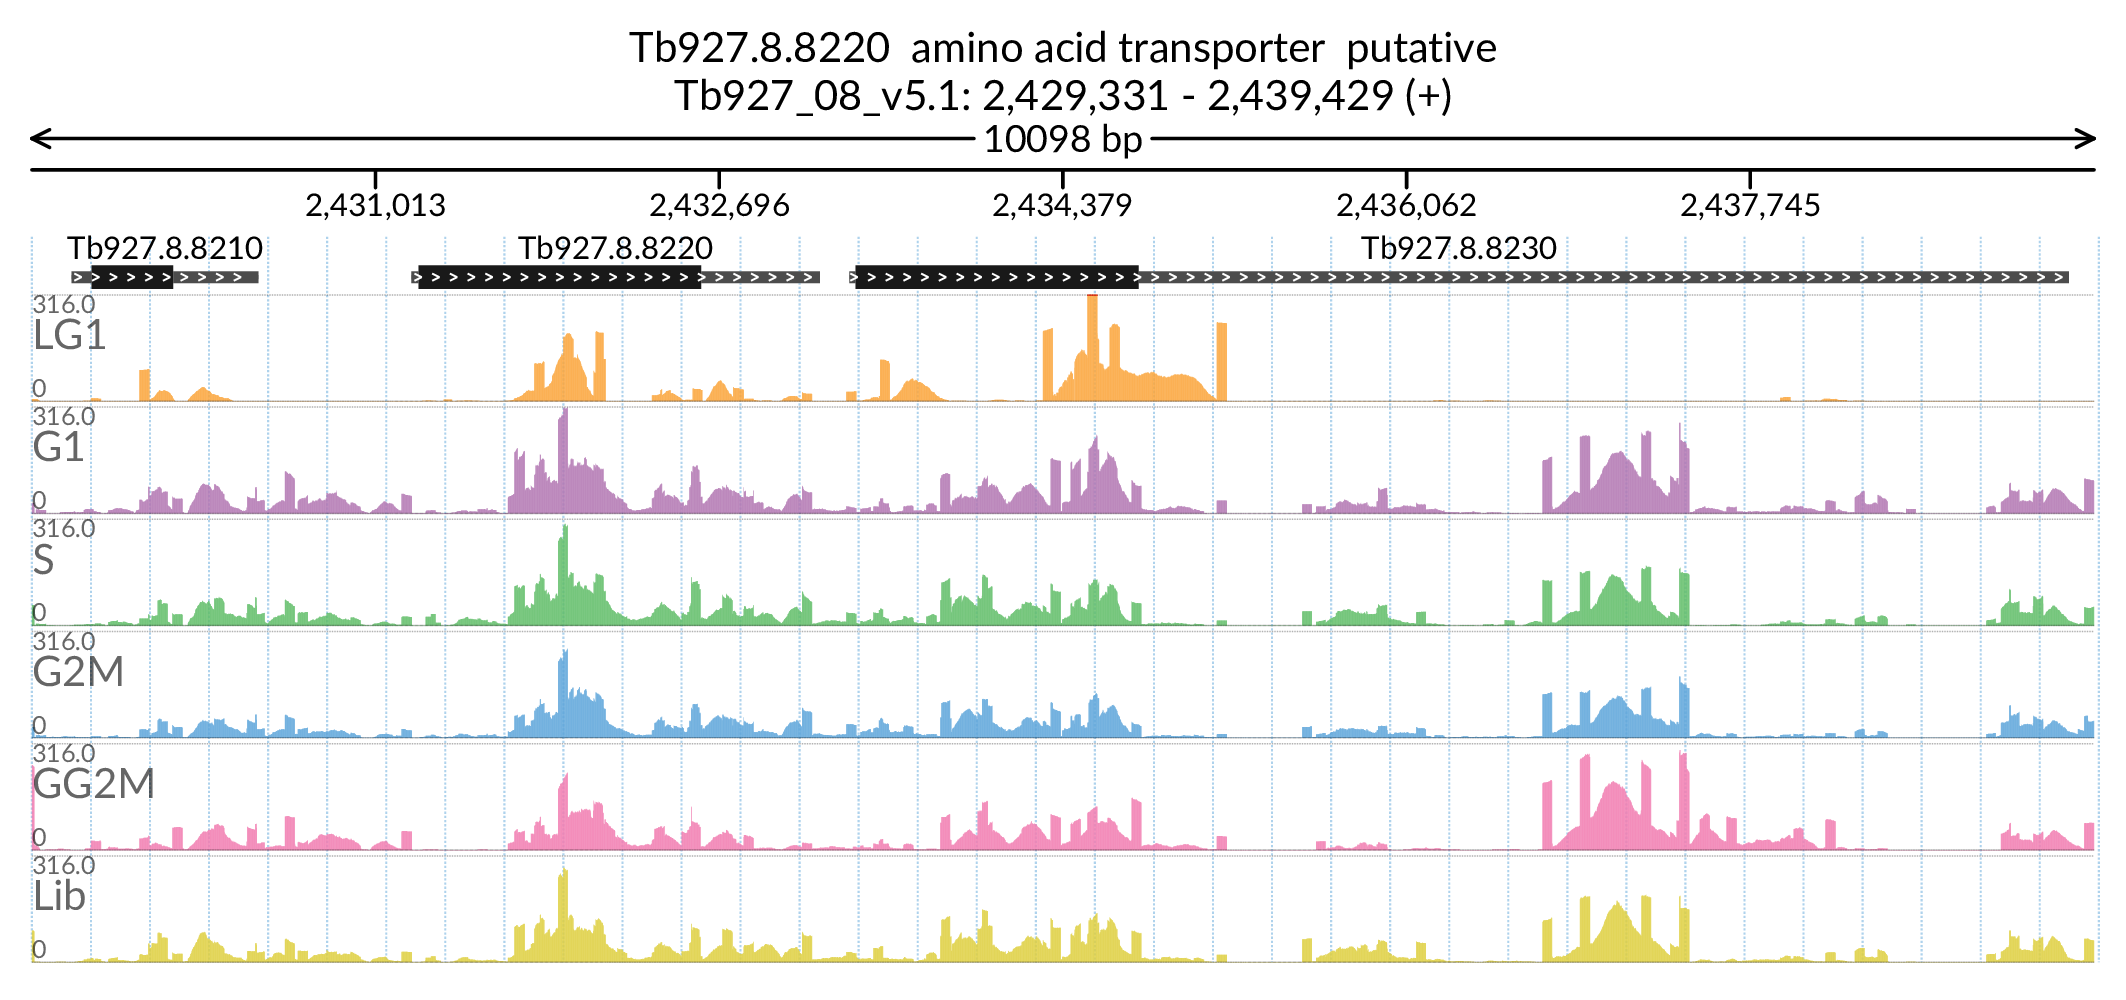 Tb927.8.8220  amino acid transporter  putative
Tb927_08_v5.1: 2,429,331 - 2,439,429 (+)
10098 bp
2,431,013 2,432,696 2,434,379 2,436,062 2,437,745
Tb927.8.8210 Tb927.8.8220 Tb927.8.8230
316.0
LG1
0
316.0
G1
0
316.0
S
0
316.0
G2M
0
316.0
GG2M
0
316.0
Lib
0